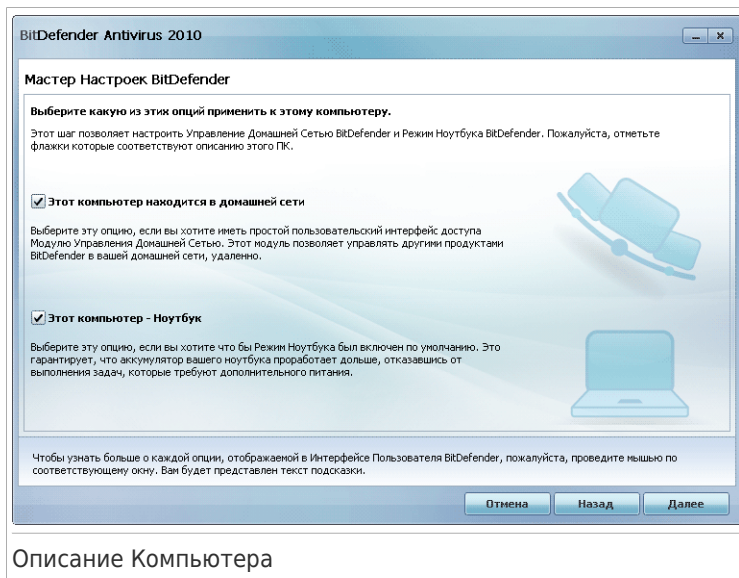 BitDefender Antivirus 2010
Мастер Настроек BitDefender
Выберите какую из этих опций применить к этому компьютеру.
Этот шаг позволяет настроить Управление Домашней Сетью BitDefender и Режим Ноутбука BitDefender. Пожалуйста, отметьте
флажки которые соответствуют описанию этого ПК.
Этот компьютер находится в домашней сети
Выберите эту опцию, если вы хотите иметь простой пользовательский интерфейс доступа
Модулю Управления Домашней Сетью. Этот модуль позволяет управлять другими продуктами
BitDefender в вашей домашней сети, удаленно.
Этот компьютер - Ноутбук
Выберите эту опцию, если вы хотите что бы Режим Ноутбука был включен по умолчанию. Это
гарантирует, что аккумулятор вашего ноутбука проработает дольше, отказавшись от
выполнения задач, которые требуют дополнительного питания.
Чтобы узнать больше о каждой опции, отображаемой в Интерфейсе Пользователя BitDefender, пожалуйста, проведите мышью по
соответствующему окну. Вам будет представлен текст подсказки.
Отмена Назад Далее
Описание Компьютера